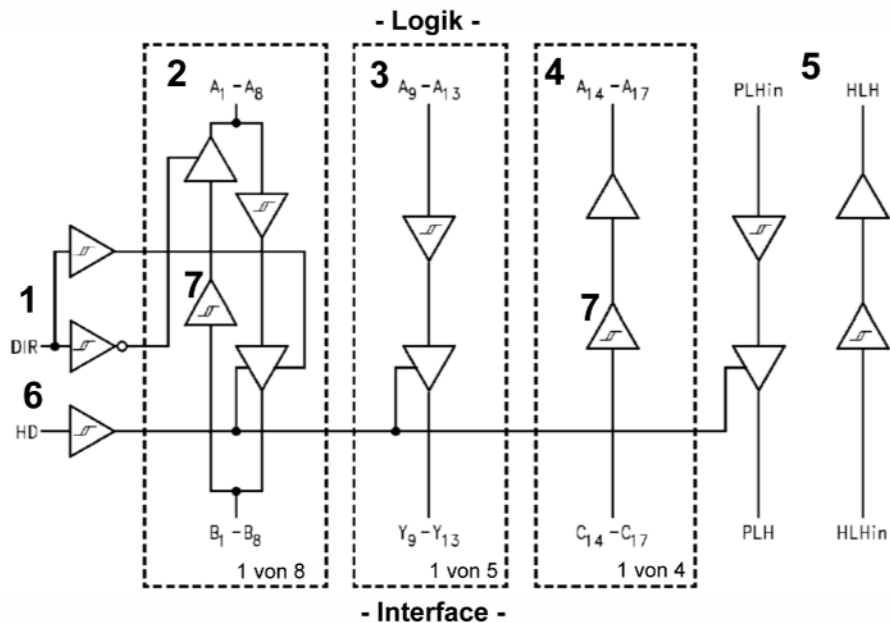 - Logik -
2
3
4
5
A1 –A8
A9 –A13
A14 –A17
PLHin
HLH
7
7
1
DIR
6
HD
B1 –B8
Y9 –Y13
C14 –C17
PLH
HLHin
1 von 8
1 von 5
1 von 4
- Interface -